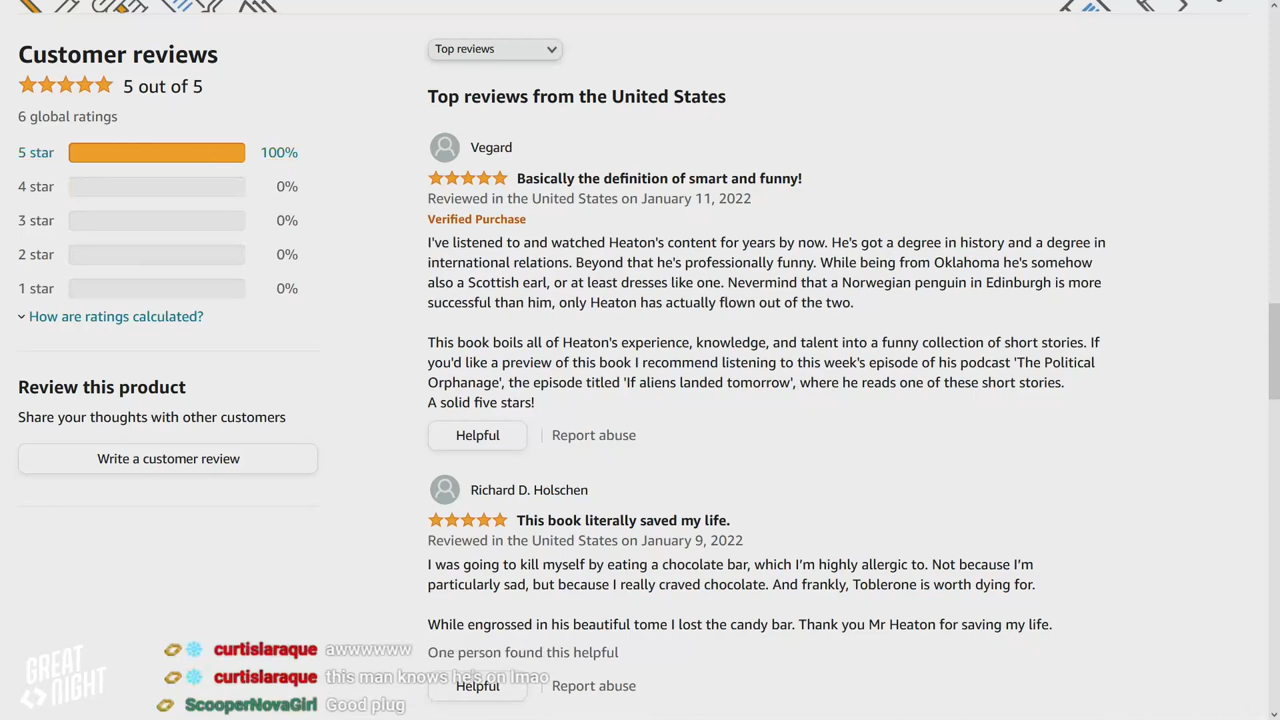 Customer reviews
5 out of 5
6 global ratings
5 star 100%
4 star 0%
3 star 0%
2 star 0%
1 star 0%
How are ratings calculated?
Review this product
Share your thoughts with other customers
Write a customer review
Top reviews
Top reviews from the United States
Vegard
Basically the definition of smart and funny!
Reviewed in the United States on January 11, 2022
Verified Purchase
I've listened to and watched Heaton's content for years by now. He's got a degree in history and a degree in
international relations. Beyond that he's professionally funny. While being from Oklahoma he's somehow
also a Scottish earl, or at least dresses like one. Nevermind that a Norwegian penguin in Edinburgh is more
successful than him, only Heaton has actually flown out of the two.
This book boils all of Heaton's experience, knowledge, and talent into a funny collection of short stories. If
you'd like a preview of this book I recommend listening to this week's episode of his podcast 'The Political
Orphanage', the episode titled 'If aliens landed tomorrow', where he reads one of these short stories.
A solid five stars!
Helpful
Report abuse
Richard D. Holschen
This book literally saved my life.
Reviewed in the United States on January 9, 2022
I was going to kill myself by eating a chocolate bar, which I'm highly allergic to. Not because I'm
particularly sad, but because I really craved chocolate. And frankly, Toblerone is worth dying for.
While engrossed in his beautiful tome I lost the candy bar. Thank you Mr Heaton for saving my life.
One person found this helpful
Helpful
Report abuse
GREAT
NIGHT
curtislaraque awwwwww
curtislaraque this man knows he's on lmao
ScooperNovaGirl Good plug